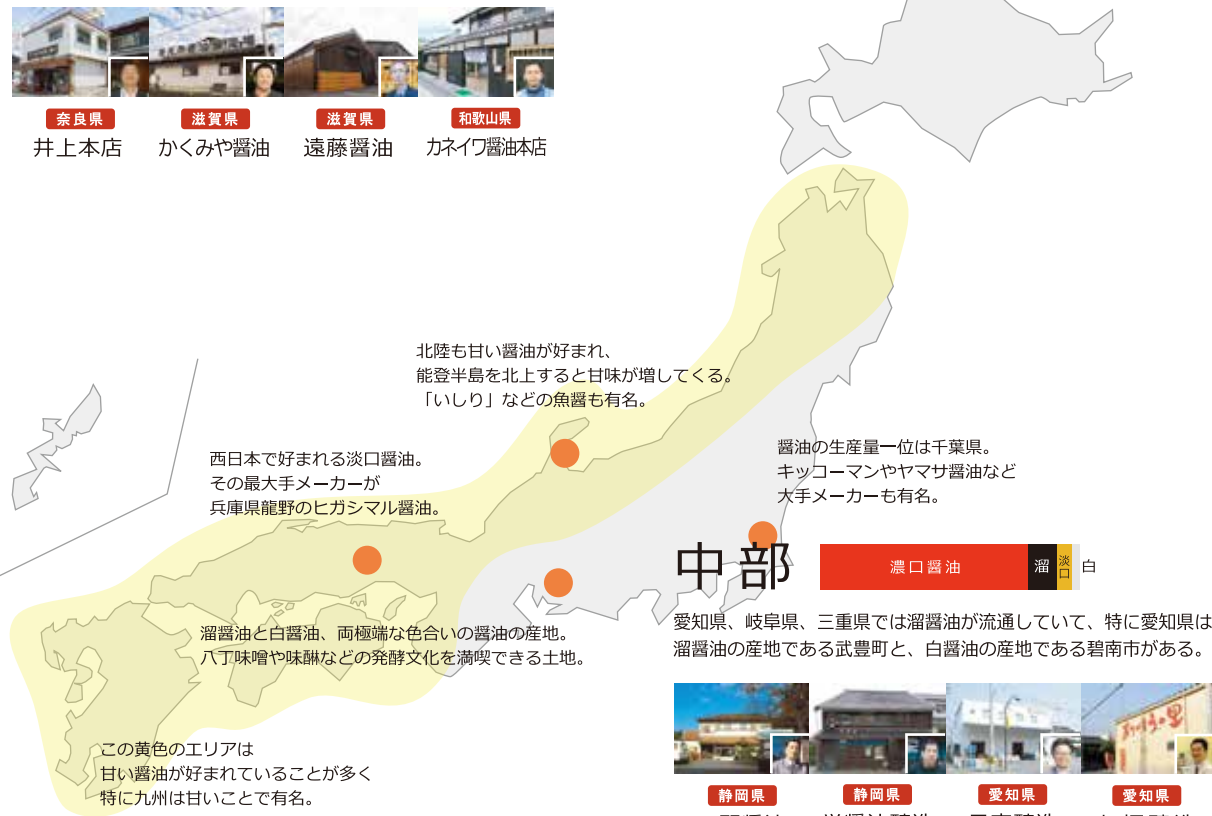 奈良県
井上本店
滋賀県
かくみや醤油
滋賀県
遠藤醤油
和歌山県
カネイワ醤油本店
北陸も甘い醤油が好まれ、
能登半島を北上すると甘味が増してくる。
「いしり」などの魚醤も有名。
西日本で好まれる淡口醤油。
その最大手メーカーが
兵庫県龍野のヒガシマル醤油。
醤油の生産量一位は千葉県。
キッコーマンやヤマサ醤油など
大手メーカーも有名。
溜醤油と白醤油、両極端な色合いの醤油の産地。
八丁味噌や味醂などの発酵文化を満喫できる土地。
この黄色のエリアは
甘い醤油が好まれていることが多く
特に九州は甘いことで有名。
中部
濃口醤油
溜
淡口
白
愛知県、岐阜県、三重県では溜醤油が流通していて、特に愛知県は
溜醤油の産地である武豊町と、白醤油の産地である碧南市がある。
静岡県
静岡県
愛知県
愛知県